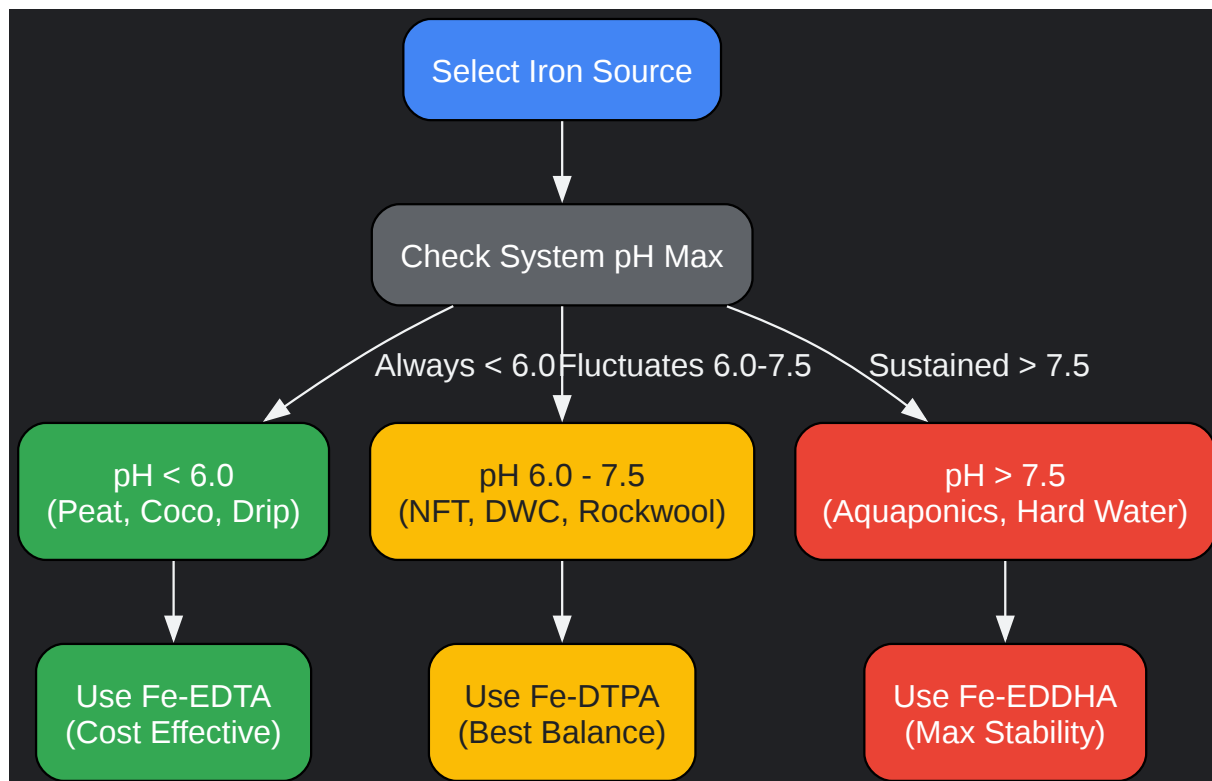 Select Iron Source
Check System pH Max
Always < 6.0
Fluctuates 6.0-7.5
Sustained > 7.5
pH < 6.0
(Peat, Coco, Drip)
pH 6.0 - 7.5
(NFT, DWC, Rockwool)
pH > 7.5
(Aquaponics, Hard Water)
Use Fe-EDTA
(Cost Effective)
Use Fe-DTPA
(Best Balance)
Use Fe-EDDHA
(Max Stability)